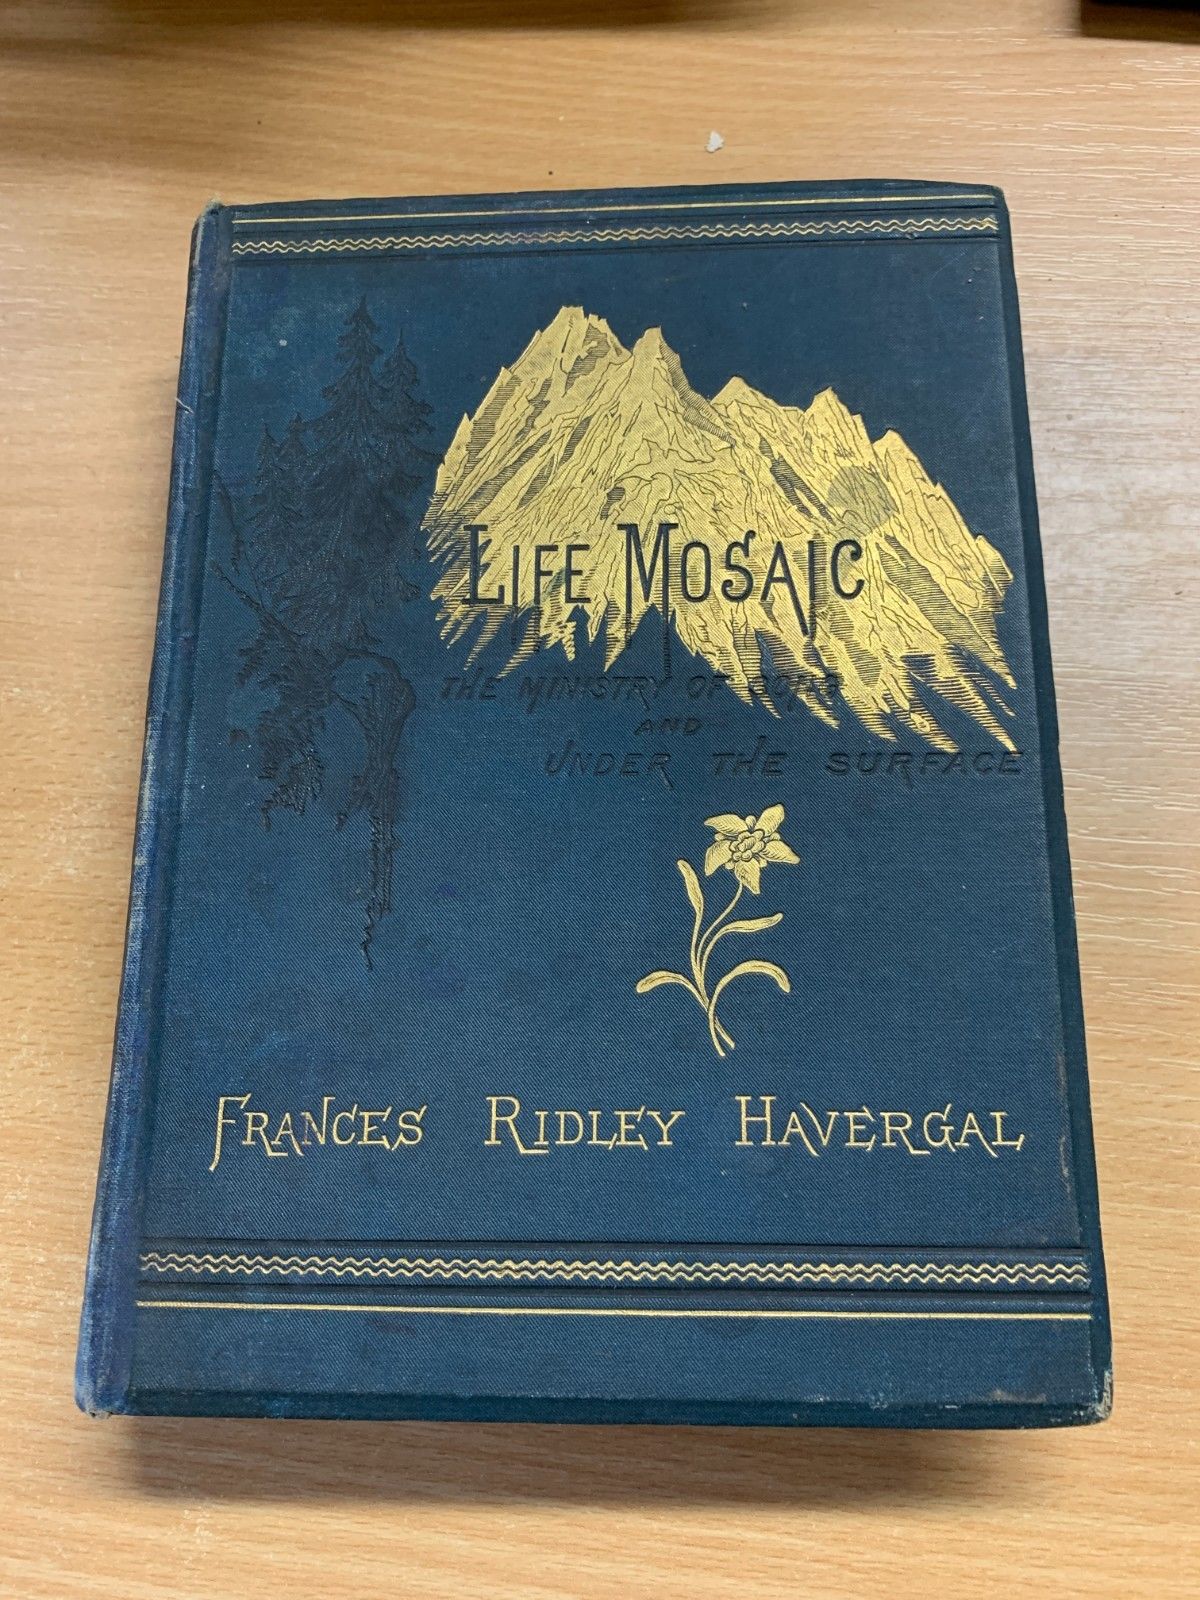 LIFE MOSAIC
THE MINISTRY OF SONG
AND
UNDER THE SURFACE
FRANCES RIDLEY HAVERGAL